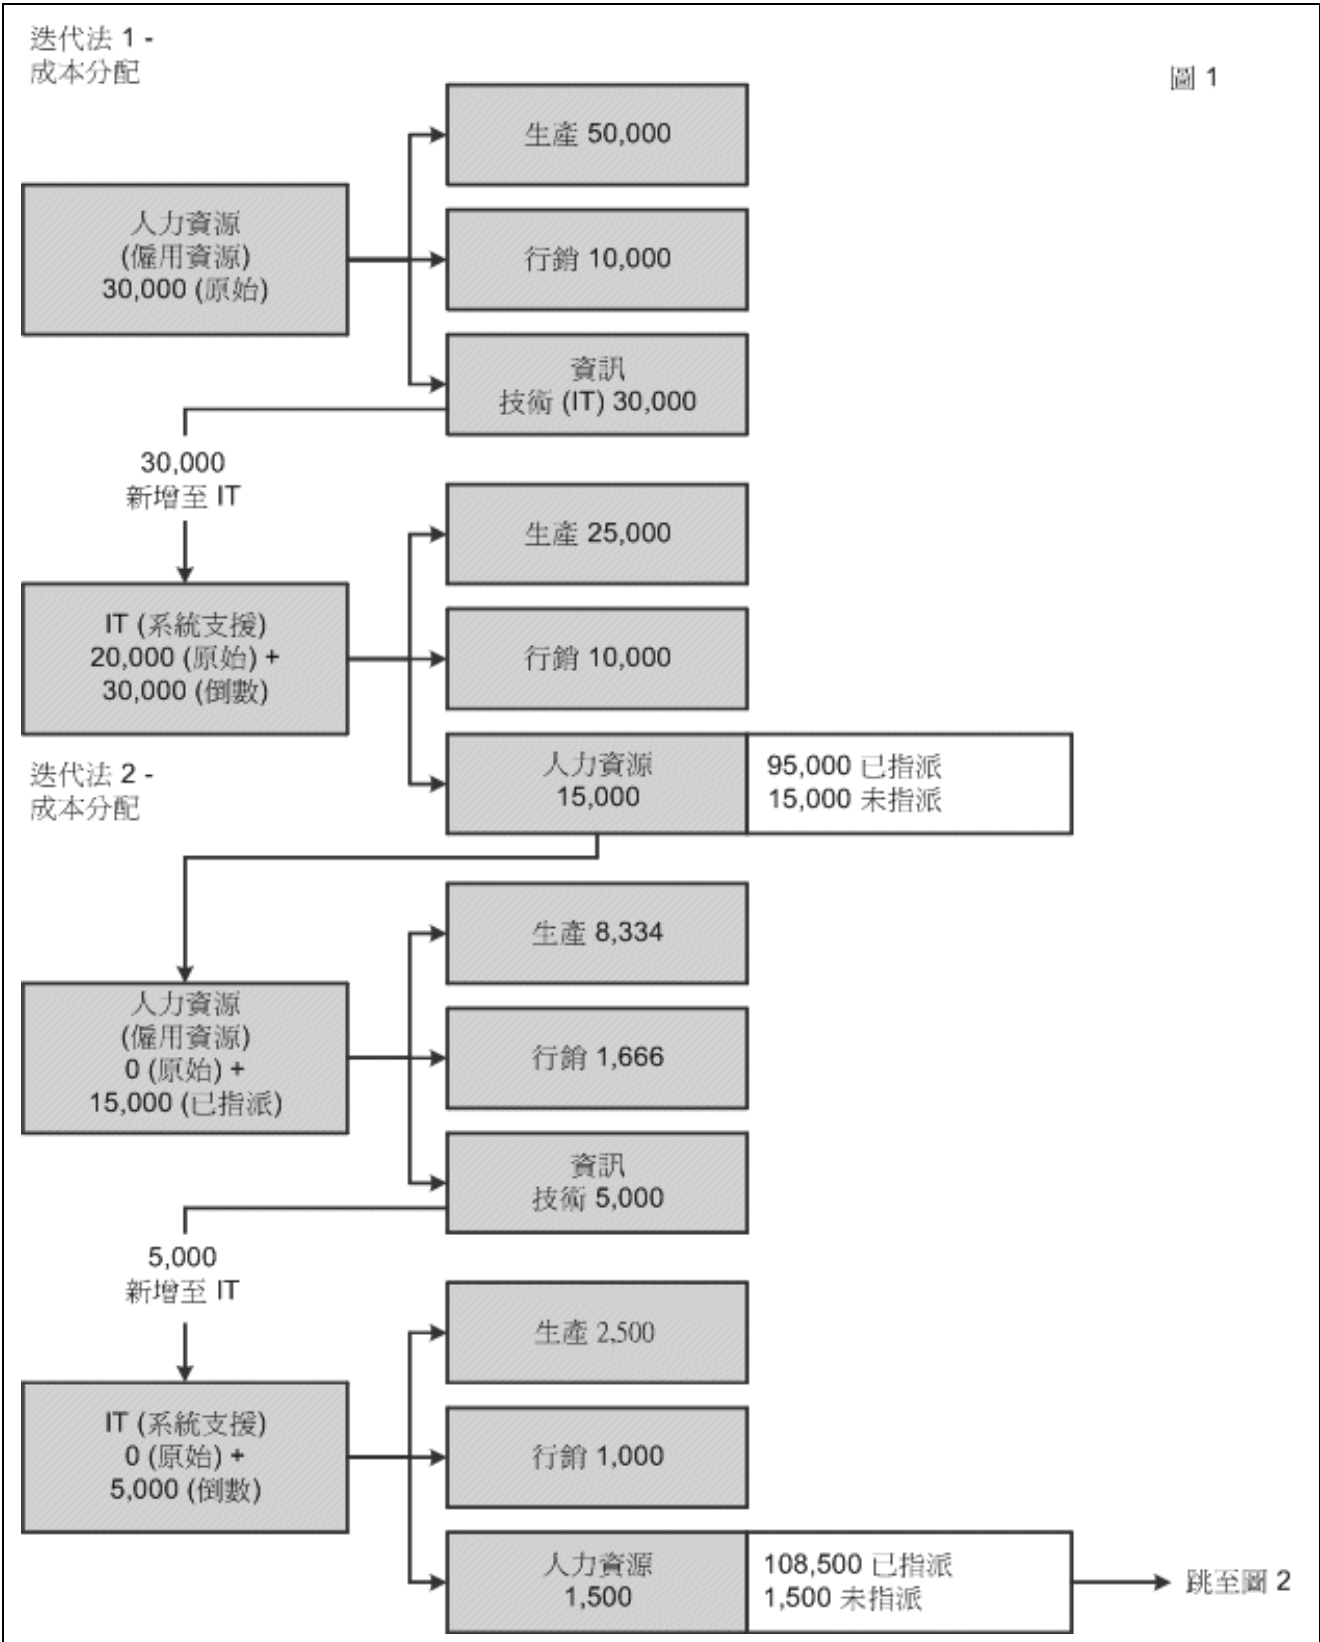 迭代法 1 -
成本分配
圖 1
生產 50,000
人力資源
(僱用資源)
30,000 (原始)
行銷 10,000
資訊
技術 (IT) 30,000
30,000
新增至 IT
生產 25,000
IT (系統支援)
20,000 (原始) +
30,000 (倒數)
行銷 10,000
人力資源
15,000
95,000 已指派
15,000 未指派
迭代法 2 -
成本分配
生產 8,334
人力資源
(僱用資源)
0 (原始) +
15,000 (已指派)
行銷 1,666
資訊
技術 5,000
5,000
新增至 IT
生產 2,500
IT (系統支援)
0 (原始) +
5,000 (倒數)
行銷 1,000
人力資源
1,500
108,500 已指派
1,500 未指派
跳至圖 2